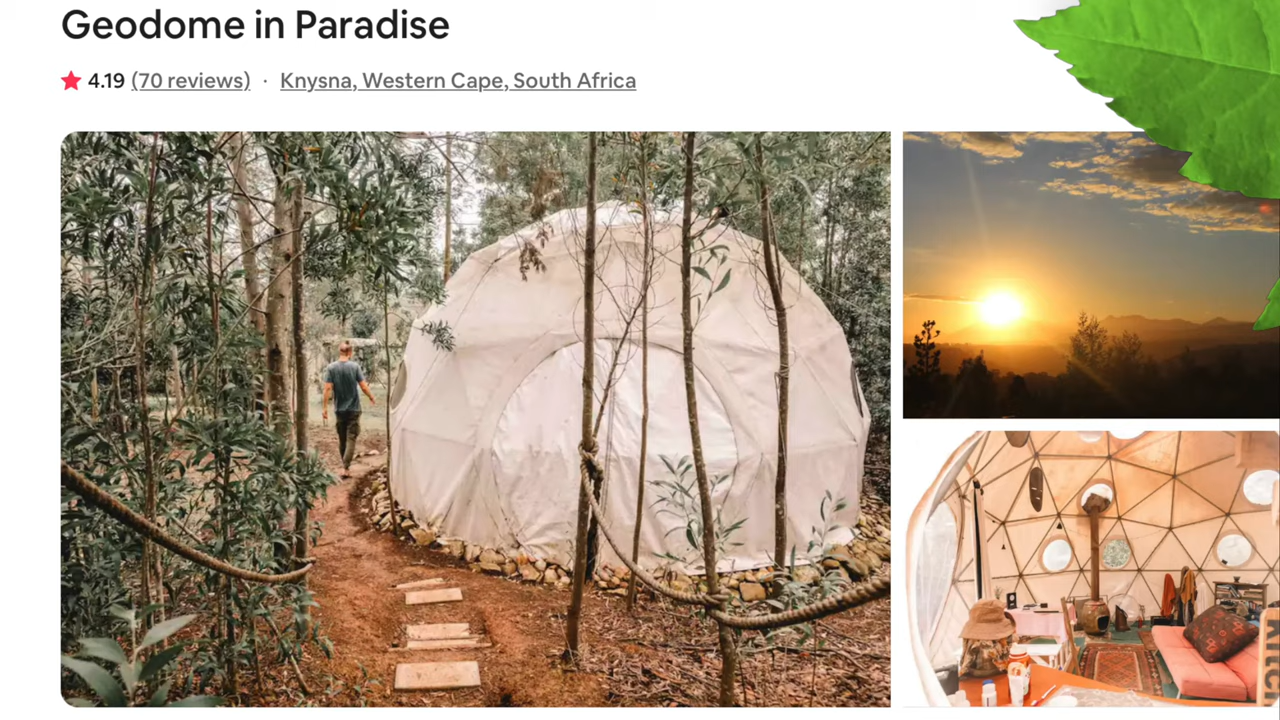 Geodome in Paradise
4.19 (70 reviews) · Knysna, Western Cape, South Africa